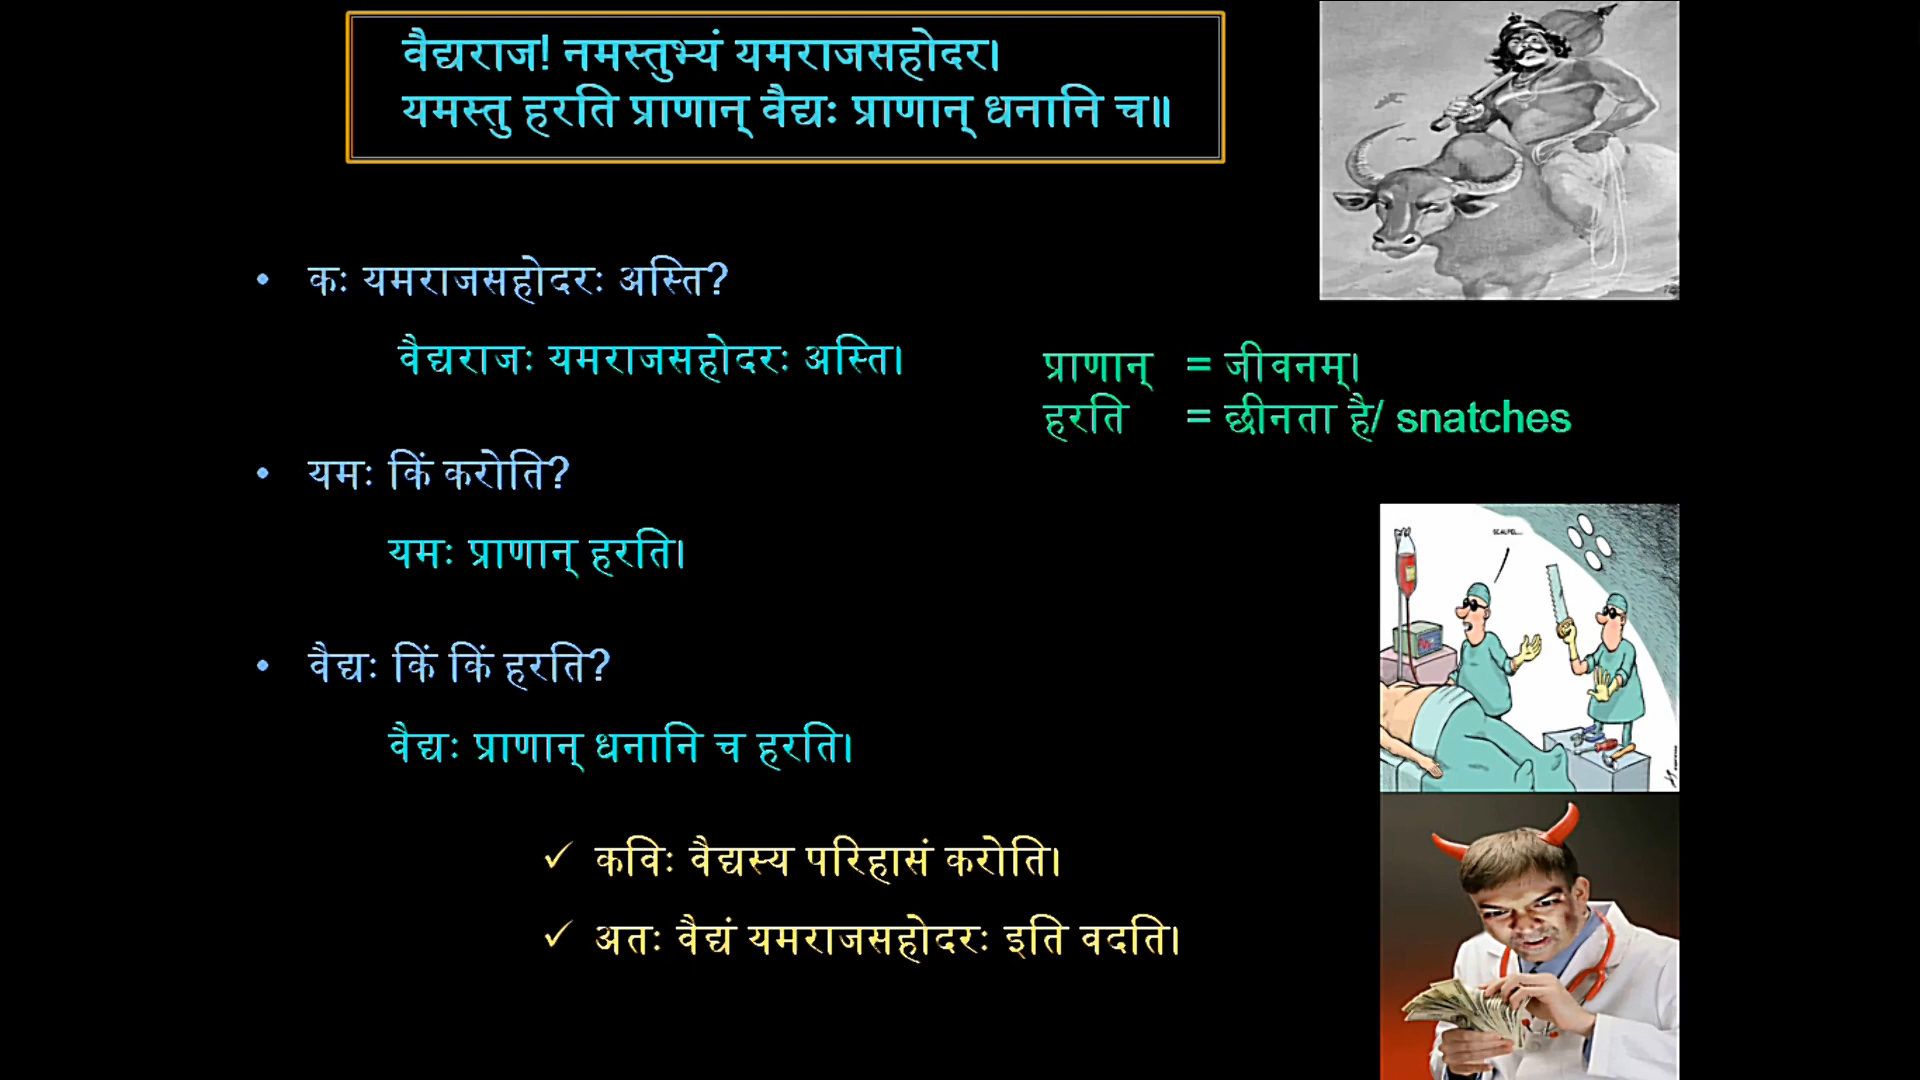 वैद्यराज! नमस्तुभ्यं यमराजसहोदर।
यमस्तु हरति प्राणान् वैद्यः प्राणान् धनानि च॥
• कः यमराजसहोदरः अस्ति?
वैद्यराजः यमराजसहोदरः अस्ति।
प्राणान् = जीवनम्।
हरति = छीनता है/ snatches
• यमः किं करोति?
यमः प्राणान् हरति।
• वैद्यः किं किं हरति?
वैद्यः प्राणान् धनानि च हरति।
✓ कविः वैद्यस्य परिहासं करोति।
✓ अतः वैद्यं यमराजसहोदरः इति वदति।
SCALPEL...